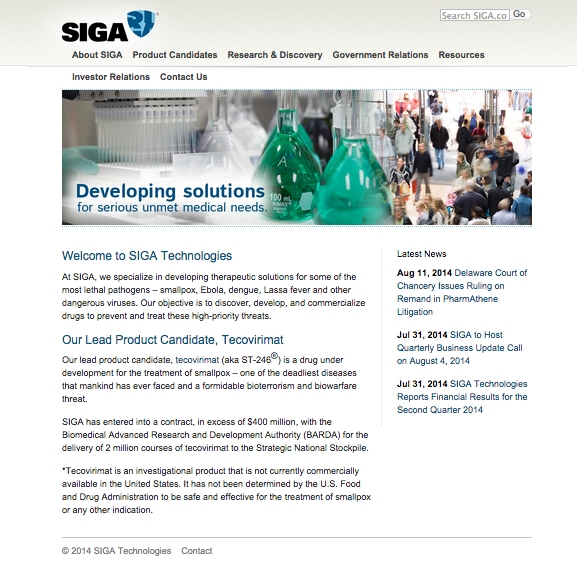 SIGA
Search SIGA.co Go
About SIGA Product Candidates Research & Discovery Government Relations Resources
Investor Relations Contact Us
A
100 mL
Developing solutions
for serious unmet medical needs.
Welcome to SIGA Technologies
At SIGA, we specialize in developing therapeutic solutions for some of the
most lethal pathogens – smallpox, Ebola, dengue, Lassa fever and other
dangerous viruses. Our objective is to discover, develop, and commercialize
drugs to prevent and treat these high-priority threats.
Our Lead Product Candidate, Tecovirimat
Our lead product candidate, tecovirimat (aka ST-246®) is a drug under
development for the treatment of smallpox – one of the deadliest diseases
that mankind has ever faced and a formidable bioterrorism and biowarfare
threat.
SIGA has entered into a contract, in excess of $400 million, with the
Biomedical Advanced Research and Development Authority (BARDA) for the
delivery of 2 million courses of tecovirimat to the Strategic National Stockpile.
*Tecovirimat is an investigational product that is not currently commercially
available in the United States. It has not been determined by the U.S. Food
and Drug Administration to be safe and effective for the treatment of smallpox
or any other indication.
Latest News
Aug 11, 2014 Delaware Court of
Chancery Issues Ruling on
Remand in PharmAthene
Litigation
Jul 31, 2014 SIGA to Host
Quarterly Business Update Call
on August 4, 2014
Jul 31, 2014 SIGA Technologies
Reports Financial Results for the
Second Quarter 2014
© 2014 SIGA Technologies Contact